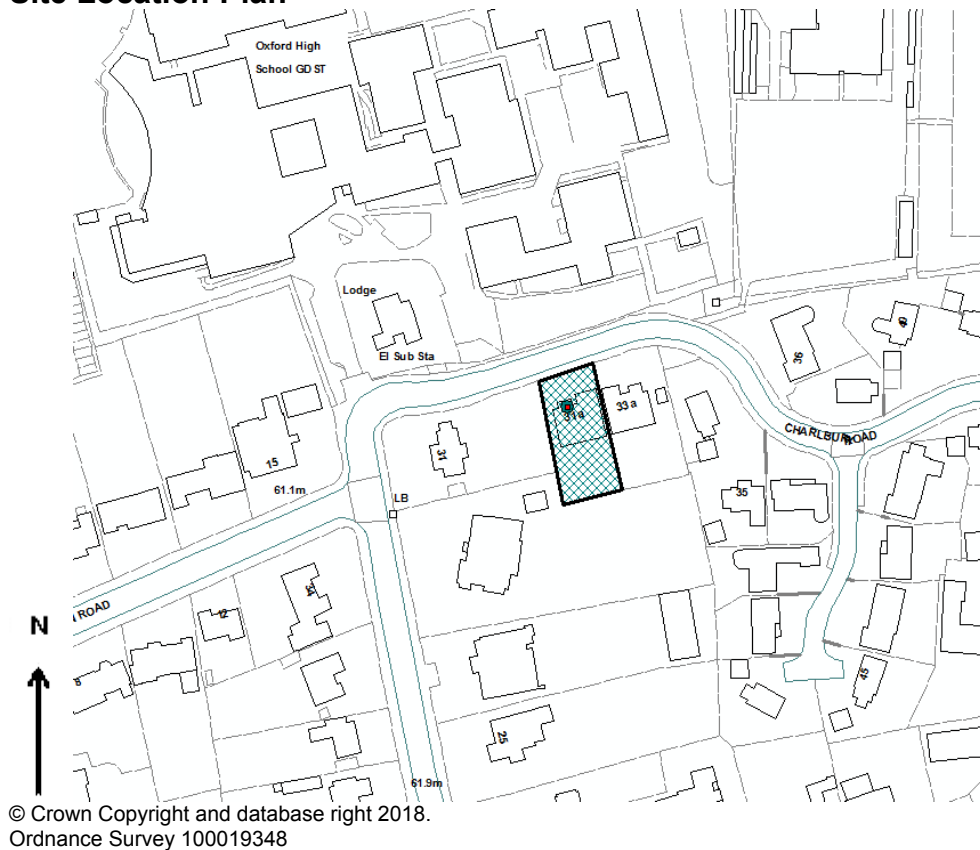 Site Location Plan
Oxford High
School GDST
Lodge
El Sub Sta
36
40
31a
33a
CHARLBURY ROAD
31
15
61.1m
LB
35
ROAD
12
34
8
N
45
25
61.9m
© Crown Copyright and database right 2018.
Ordnance Survey 100019348